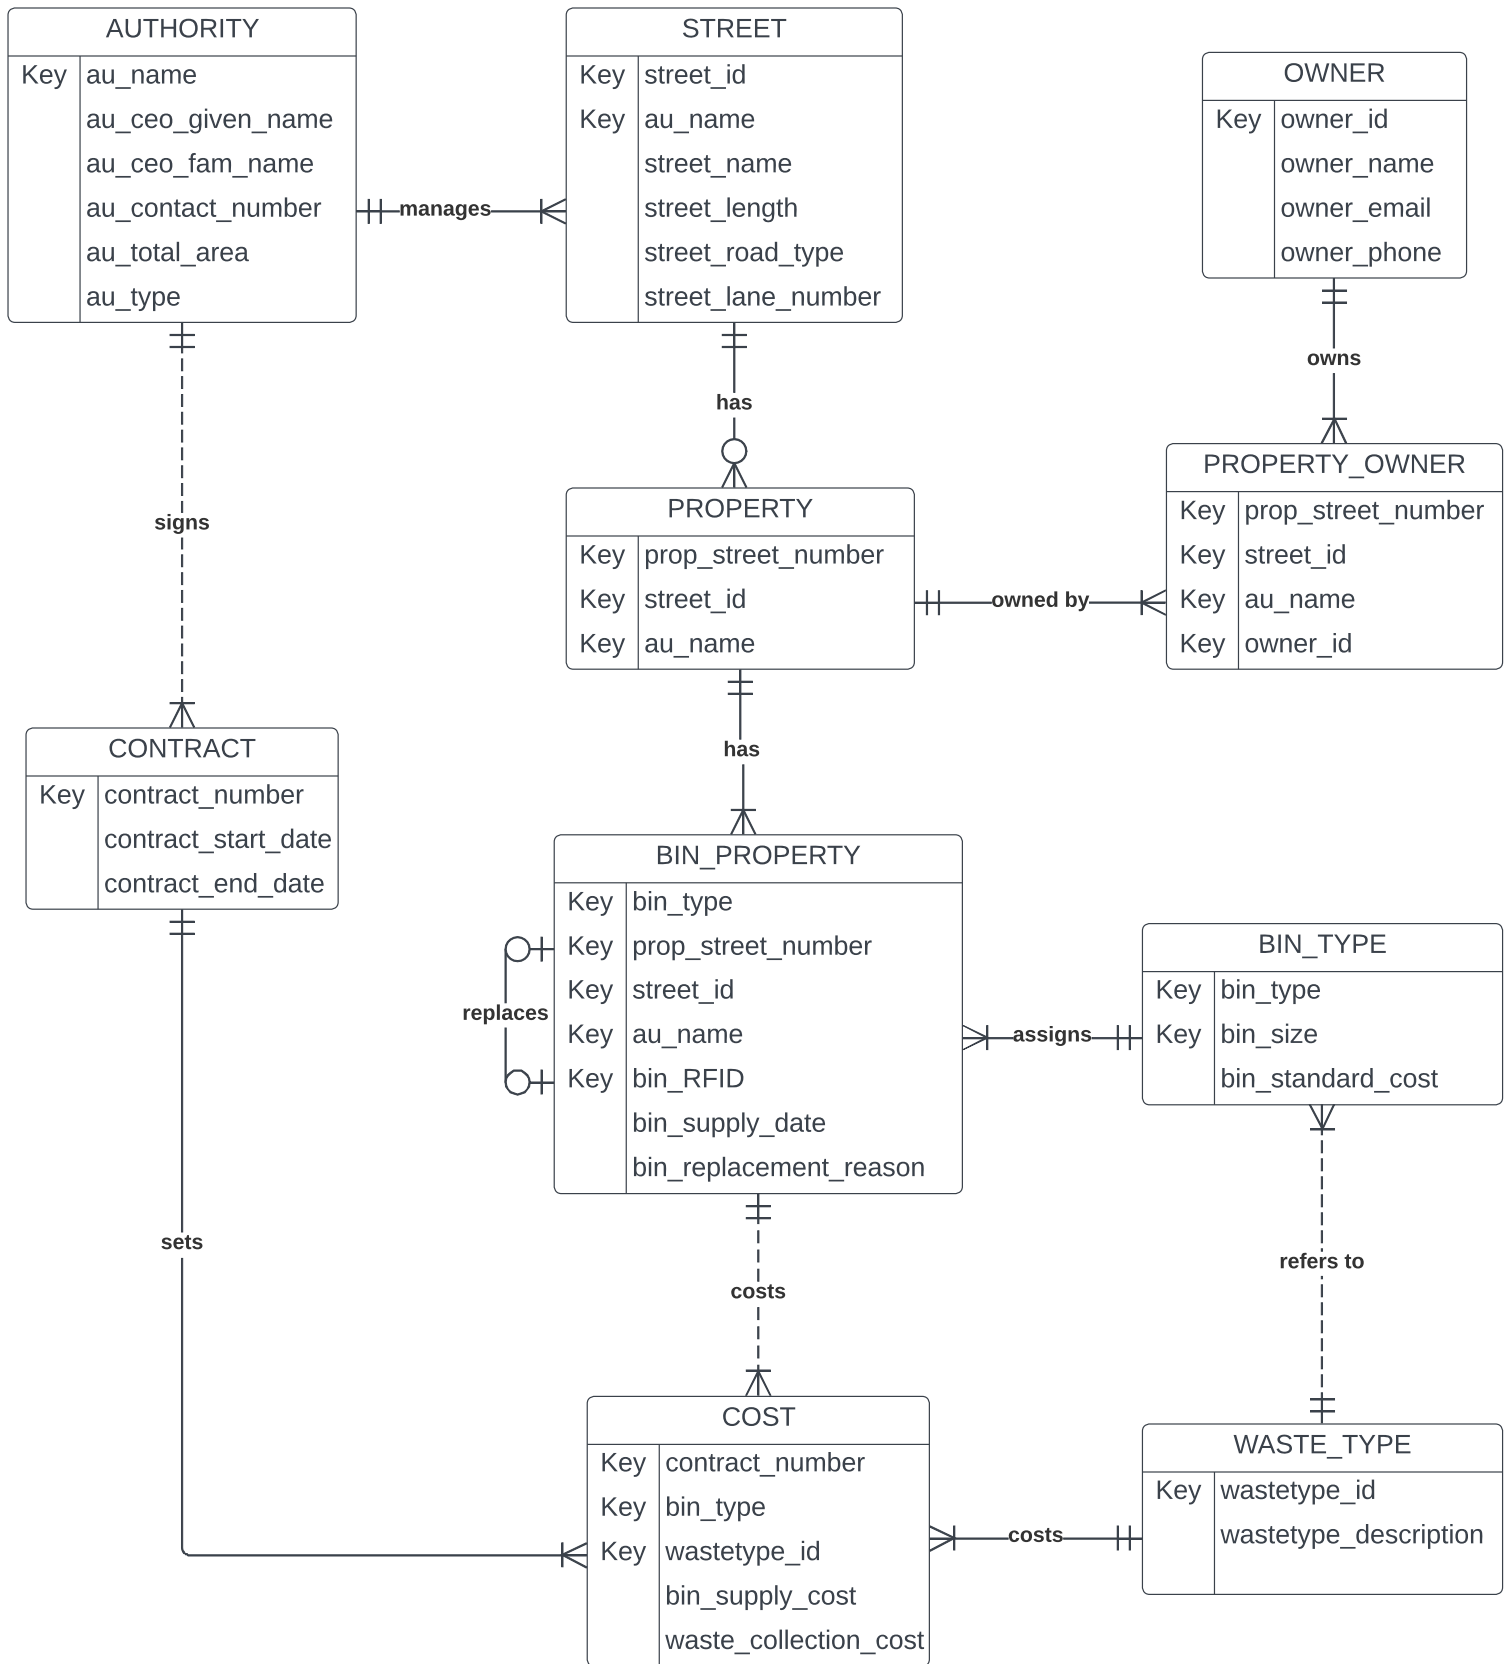 AUTHORITY
Key au_name
au_ceo_given_name
au_ceo_fam_name
au_contact_number
au_total_area
au_type
manages
STREET
Key street_id
Key au_name
street_name
street_length
street_road_type
street_lane_number
OWNER
Key owner_id
owner_name
owner_email
owner_phone
owns
has
signs
PROPERTY
Key prop_street_number
Key street_id
Key au_name
owned by
PROPERTY_OWNER
Key prop_street_number
Key street_id
Key au_name
Key owner_id
CONTRACT
Key contract_number
contract_start_date
contract_end_date
has
BIN_PROPERTY
Key bin_type
Key prop_street_number
Key street_id
Key au_name
Key bin_RFID
bin_supply_date
bin_replacement_reason
replaces
assigns
BIN_TYPE
Key bin_type
Key bin_size
bin_standard_cost
sets
costs
refers to
COST
Key contract_number
Key bin_type
Key wastetype_id
bin_supply_cost
waste_collection_cost
costs
WASTE_TYPE
Key wastetype_id
wastetype_description